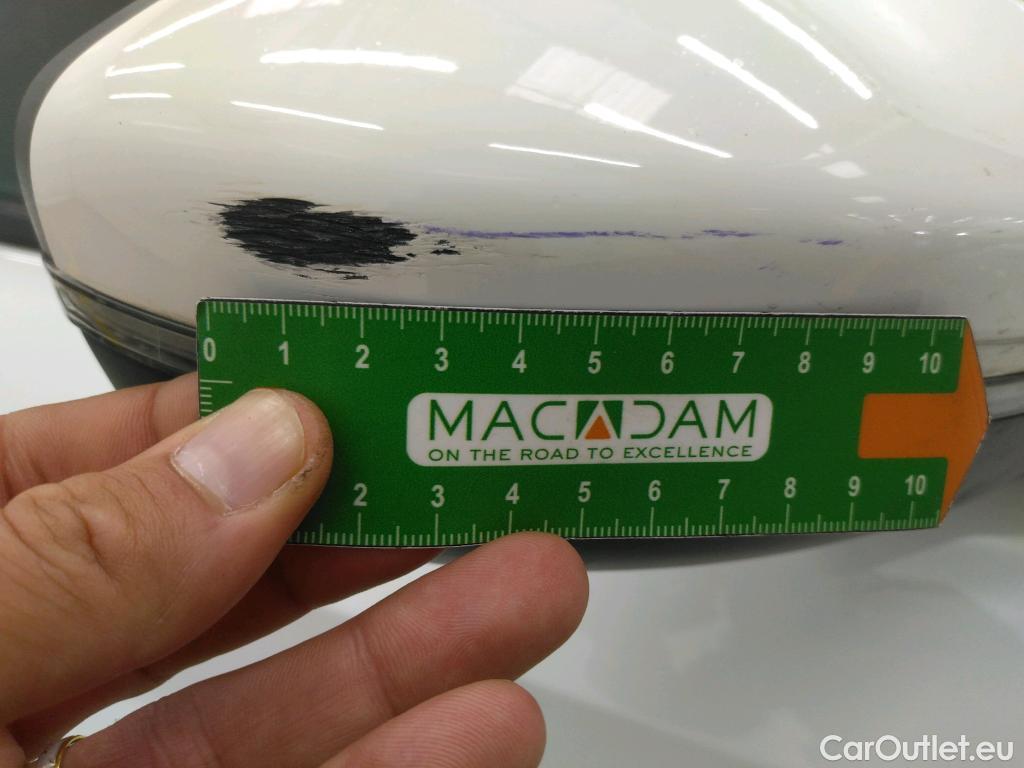 0 1 2 3 4 5 6 7 8 9 10
MACADAM
ON THE ROAD TO EXCELLENCE
2 3 4 5 6 7 8 9 10
CarOutlet.eu